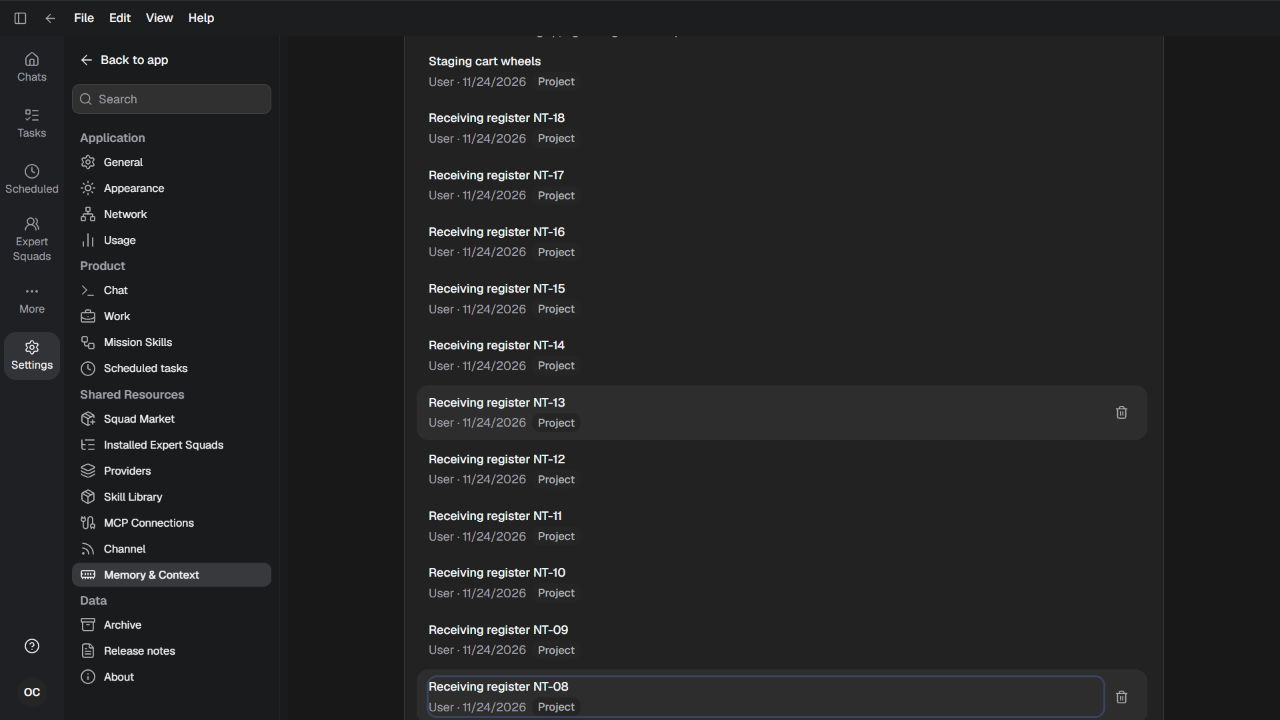 File Edit View Help
Chats
Tasks
Scheduled
Expert
Squads
More
Settings
OC
Back to app
Search
Application
General
Appearance
Network
Usage
Product
Chat
Work
Mission Skills
Scheduled tasks
Shared Resources
Squad Market
Installed Expert Squads
Providers
Skill Library
MCP Connections
Channel
Memory & Context
Data
Archive
Release notes
About
Staging cart wheels
User · 11/24/2026 Project
Receiving register NT-18
User · 11/24/2026 Project
Receiving register NT-17
User · 11/24/2026 Project
Receiving register NT-16
User · 11/24/2026 Project
Receiving register NT-15
User · 11/24/2026 Project
Receiving register NT-14
User · 11/24/2026 Project
Receiving register NT-13
User · 11/24/2026 Project
Receiving register NT-12
User · 11/24/2026 Project
Receiving register NT-11
User · 11/24/2026 Project
Receiving register NT-10
User · 11/24/2026 Project
Receiving register NT-09
User · 11/24/2026 Project
Receiving register NT-08
User · 11/24/2026 Project